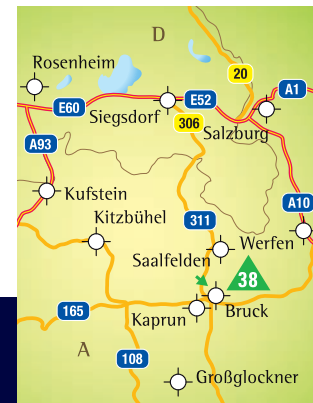 D
Rosenheim
20
A1
E60
Siegsdorf
E52
306
Salzburg
A93
Kufstein
A10
Kitzbühel
311
Werfen
Saalfelden
38
165
Kaprun
Bruck
A
108
Großglockner